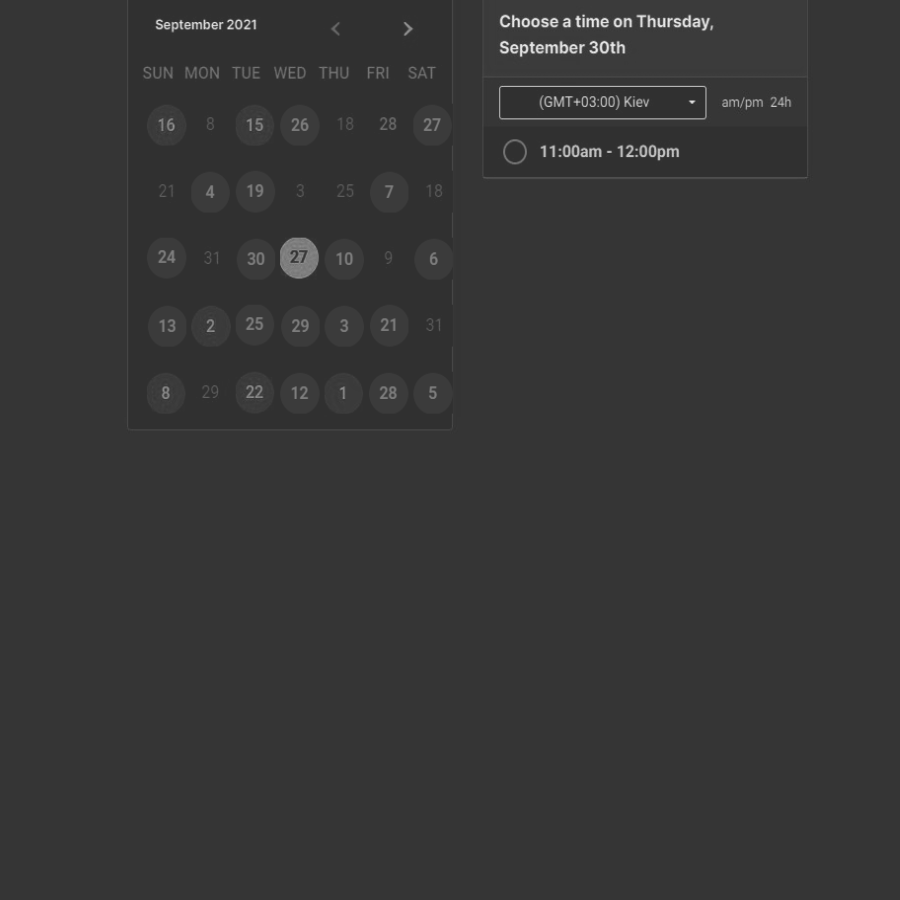 September 2021
SUN MON TUE WED THU FRI SAT
16 8 15 26 18 28 27
21 4 19 3 25 7 18
24 31 30 27 10 9 6
13 2 25 29 3 21 31
8 29 22 12 1 28 5
Choose a time on Thursday,
September 30th
(GMT+03:00) Kiev am/pm 24h
11:00am - 12:00pm